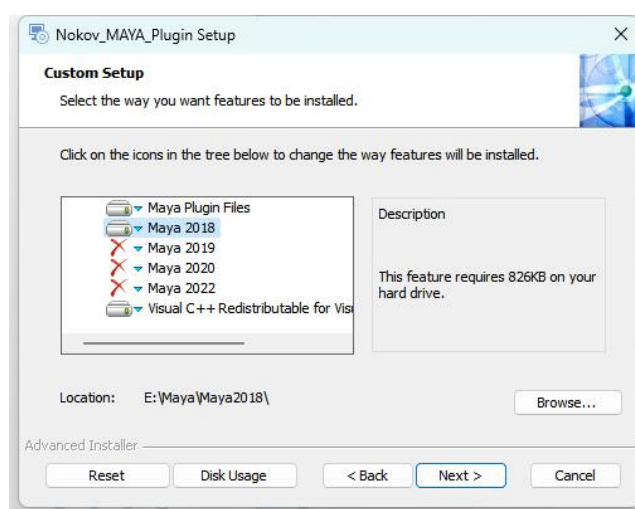 Nokov_MAYA_Plugin Setup
Custom Setup
Select the way you want features to be installed.
Click on the icons in the tree below to change the way features will be installed.
Maya Plugin Files
Maya 2018
Maya 2019
Maya 2020
Maya 2022
Visual C++ Redistributable for
Description
This feature requires 826KB on your
hard drive.
Location: E:\Maya\Maya2018\
Browse...
Advanced Installer
Reset Disk Usage < Back Next > Cancel